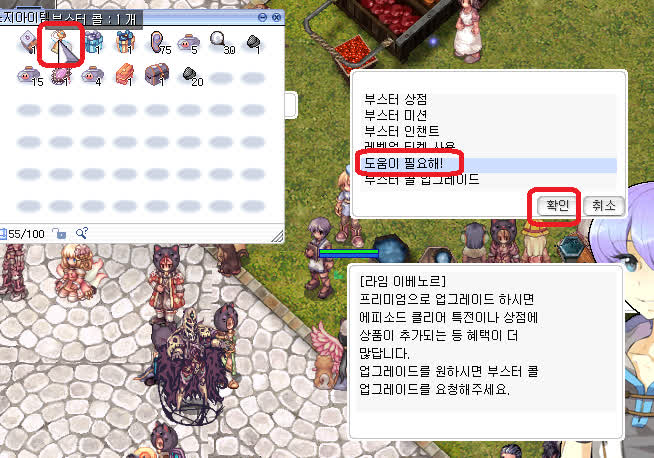 부스터 콜 : 1 개
1
1
1
75
5
30
1
15
1
4
1
1
20
55/100
부스터 상점
부스터 미션
부스터 인챈트
레벨업 티켓 사용
도움이 필요해!
부스터 콜 업그레이드
확인 취소
[라임 이베노르]
프리미엄으로 업그레이드 하시면
에피소드 클리어 특전이나 상점에
상품이 추가되는 등 혜택이 더
많답니다.
업그레이드를 원하시면 부스터 콜
업그레이드를 요청해주세요.